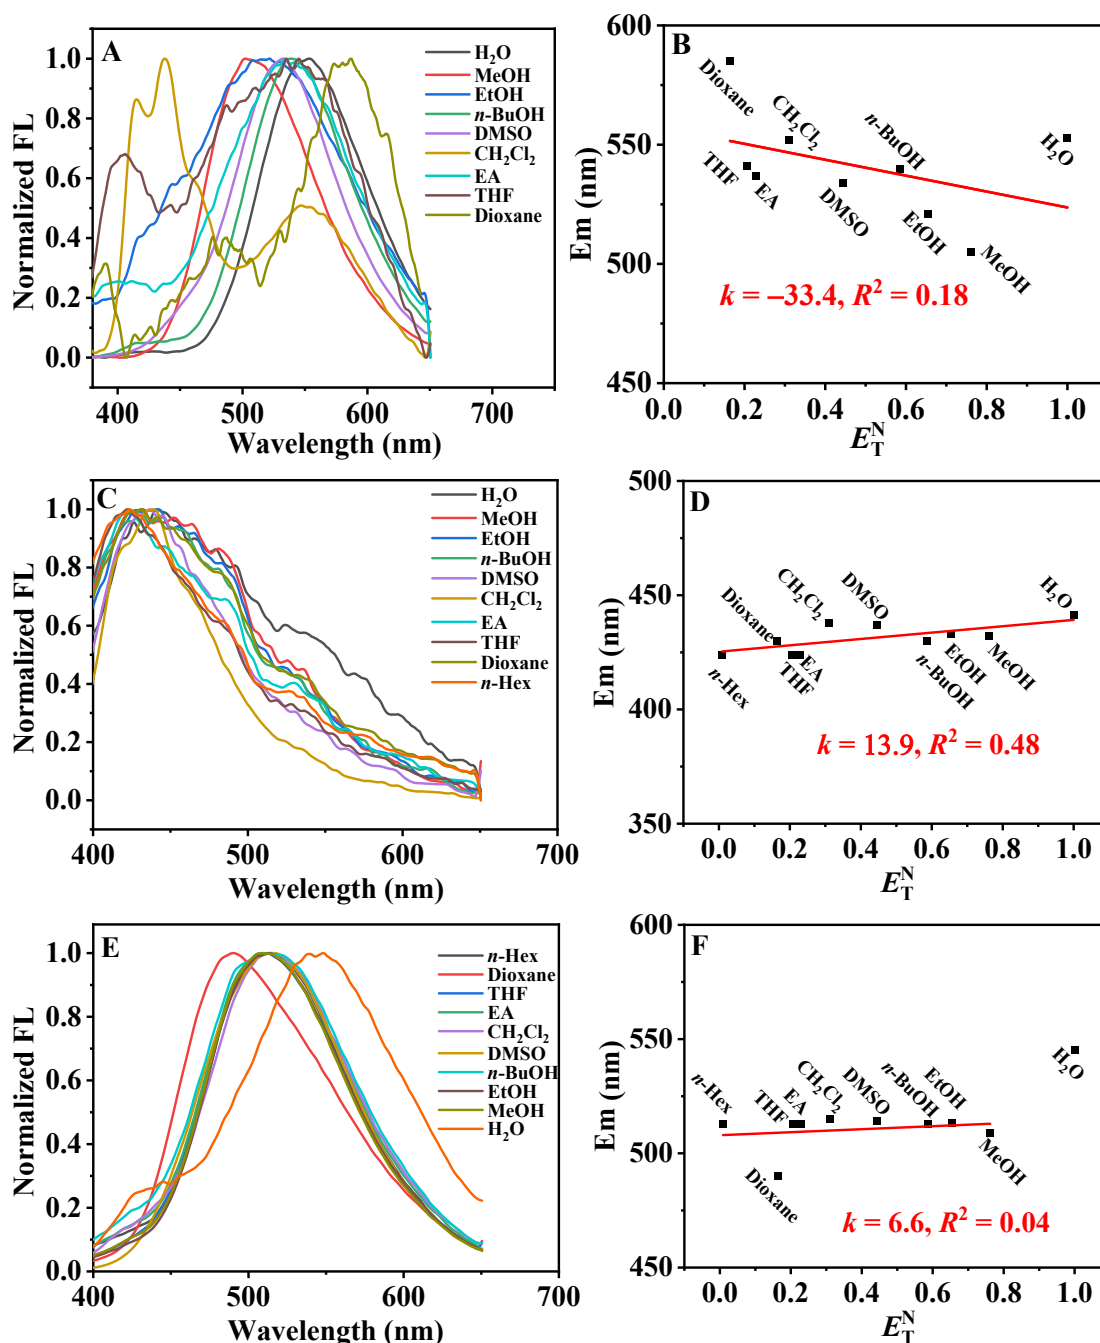 A
H₂O
MeOH
EtOH
n-BuOH
DMSO
CH₂Cl₂
EA
THF
Dioxane
Normalized FL
1.0
0.8
0.6
0.4
0.2
0.0
400 500 600 700
Wavelength (nm)
B
Em (nm)
600
550
500
450
Dioxane
THF
EA
CH₂Cl₂
DMSO
n-BuOH
EtOH
MeOH
H₂O
k = –33.4, R² = 0.18
0.0 0.2 0.4 0.6 0.8 1.0
E_T^N
C
H₂O
MeOH
EtOH
n-BuOH
DMSO
CH₂Cl₂
EA
THF
Dioxane
n-Hex
Normalized FL
1.0
0.8
0.6
0.4
0.2
0.0
400 500 600 700
Wavelength (nm)
D
Em (nm)
500
450
400
350
n-Hex
Dioxane
THF
EA
CH₂Cl₂
DMSO
n-BuOH
EtOH
MeOH
H₂O
k = 13.9, R² = 0.48
0.0 0.2 0.4 0.6 0.8 1.0
E_T^N
E
n-Hex
Dioxane
THF
EA
CH₂Cl₂
DMSO
n-BuOH
EtOH
MeOH
H₂O
Normalized FL
1.0
0.8
0.6
0.4
0.2
0.0
400 500 600 700
Wavelength (nm)
F
Em (nm)
600
550
500
450
n-Hex
Dioxane
THF
EA
CH₂Cl₂
DMSO
n-BuOH
EtOH
MeOH
H₂O
k = 6.6, R² = 0.04
0.0 0.2 0.4 0.6 0.8 1.0
E_T^N